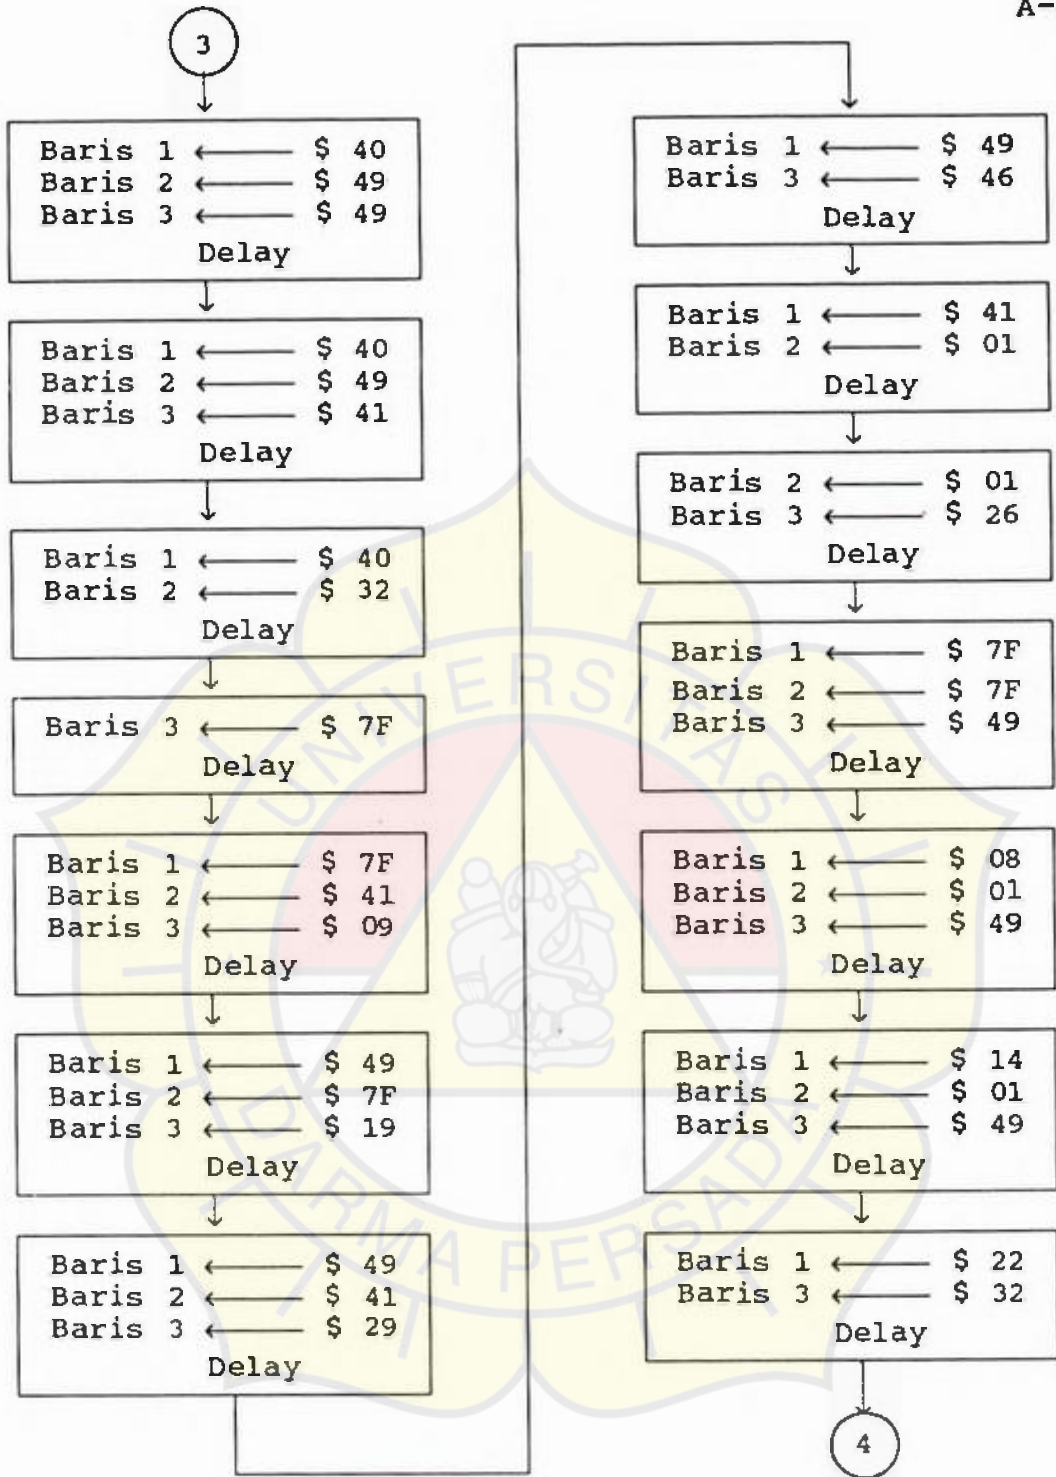 A-
3
Baris 1 ← $ 40
Baris 2 ← $ 49
Baris 3 ← $ 49
Delay
Baris 1 ← $ 40
Baris 2 ← $ 49
Baris 3 ← $ 41
Delay
Baris 1 ← $ 40
Baris 2 ← $ 32
Delay
Baris 3 ← $ 7F
Delay
Baris 1 ← $ 7F
Baris 2 ← $ 41
Baris 3 ← $ 09
Delay
Baris 1 ← $ 49
Baris 2 ← $ 7F
Baris 3 ← $ 19
Delay
Baris 1 ← $ 49
Baris 2 ← $ 41
Baris 3 ← $ 29
Delay
Baris 1 ← $ 49
Baris 3 ← $ 46
Delay
Baris 1 ← $ 41
Baris 2 ← $ 01
Delay
Baris 2 ← $ 01
Baris 3 ← $ 26
Delay
Baris 1 ← $ 7F
Baris 2 ← $ 7F
Baris 3 ← $ 49
Delay
Baris 1 ← $ 08
Baris 2 ← $ 01
Baris 3 ← $ 49
Delay
Baris 1 ← $ 14
Baris 2 ← $ 01
Baris 3 ← $ 49
Delay
Baris 1 ← $ 22
Baris 3 ← $ 32
Delay
4
UNIVERSITAS
DARMA PERSADA